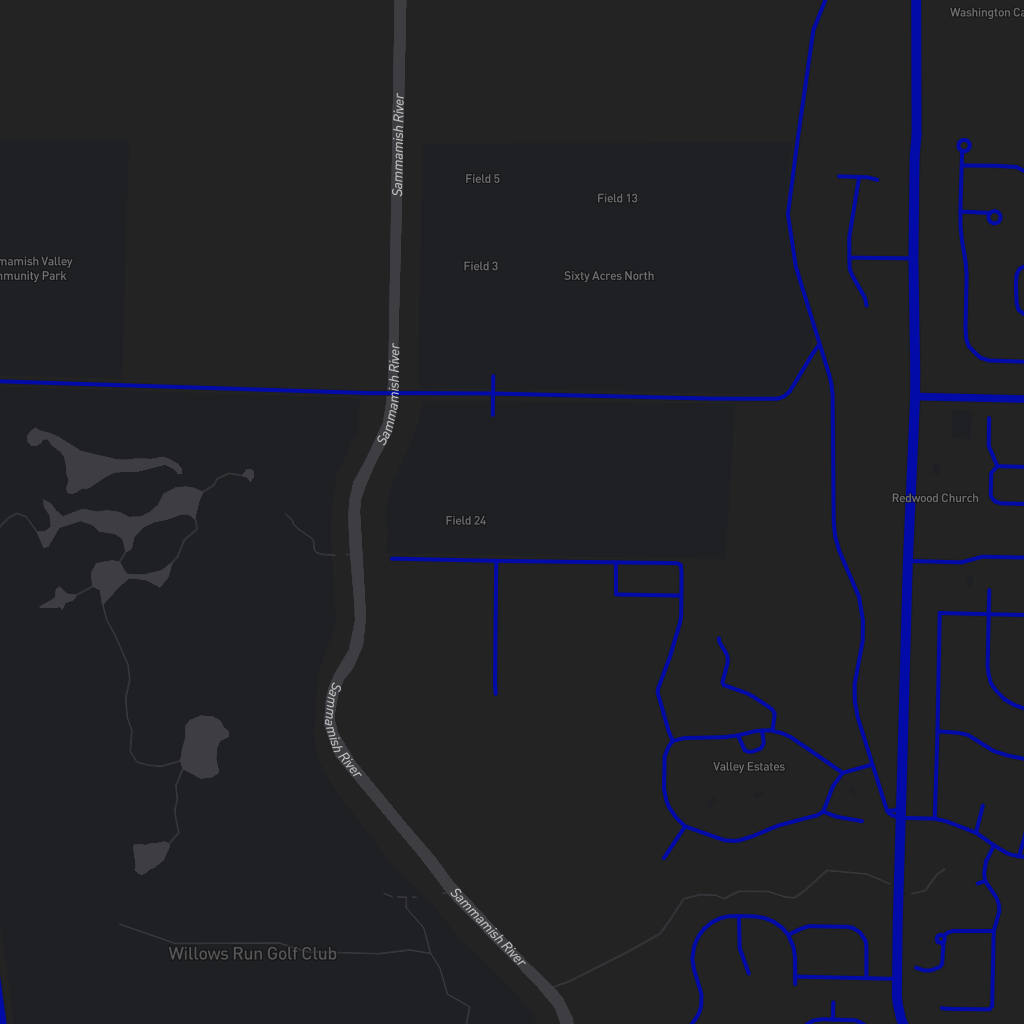 Washington Ca
Sammamish River
Field 5
Field 13
mamish Valley
mmunity Park
Field 3
Sixty Acres North
Sammamish River
Redwood Church
Field 24
Sammamish River
Valley Estates
Sammamish River
Willows Run Golf Club